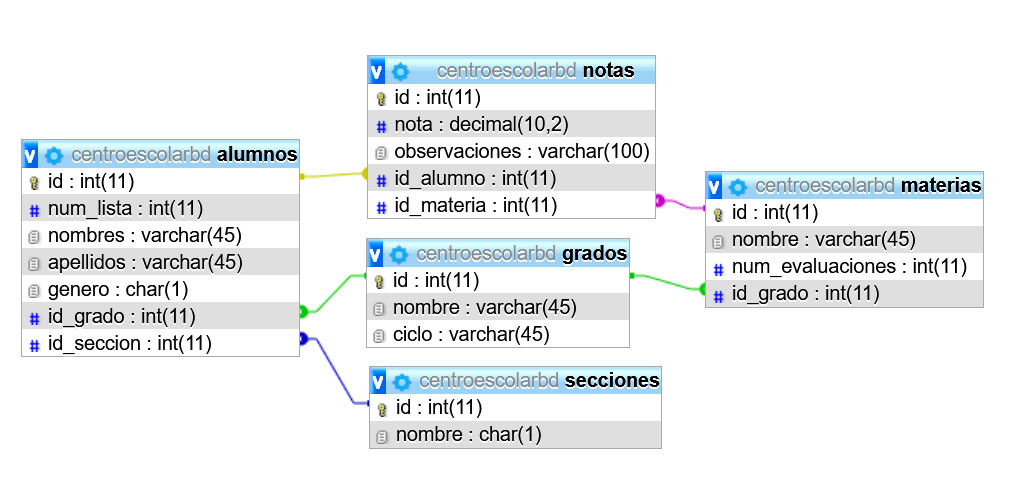 centroescolarbd alumnos
id : int(11)
num_lista : int(11)
nombres : varchar(45)
apellidos : varchar(45)
genero : char(1)
id_grado : int(11)
id_seccion : int(11)
centroescolarbd notas
id : int(11)
nota : decimal(10,2)
observaciones : varchar(100)
id_alumno : int(11)
id_materia : int(11)
centroescolarbd grados
id : int(11)
nombre : varchar(45)
ciclo : varchar(45)
centroescolarbd secciones
id : int(11)
nombre : char(1)
centroescolarbd materias
id : int(11)
nombre : varchar(45)
num_evaluaciones : int(11)
id_grado : int(11)